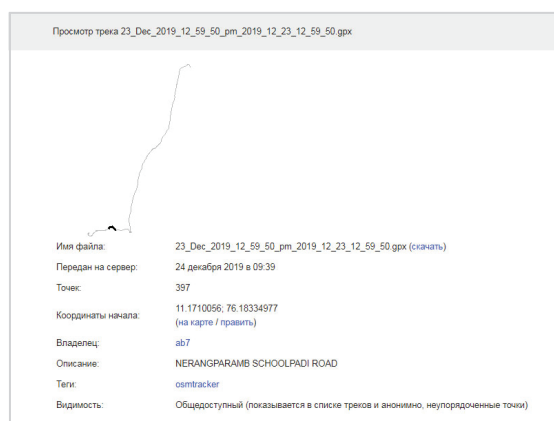 Просмотр трека 23_Dec_2019_12_59_50_pm_2019_12_23_12_59_50.gpx
Имя файла: 23_Dec_2019_12_59_50_pm_2019_12_23_12_59_50.gpx (скачать)
Передан на сервер: 24 декабря 2019 в 09:39
Точек: 397
Координаты начала: 11.1710056; 76.18334977
(на карте / править)
Владелец: ab7
Описание: NERANGPARAMB SCHOOLPADI ROAD
Теги: osmtracker
Видимость: Общедоступный (показывается в списке треков и анонимно, неупорядоченные точки)